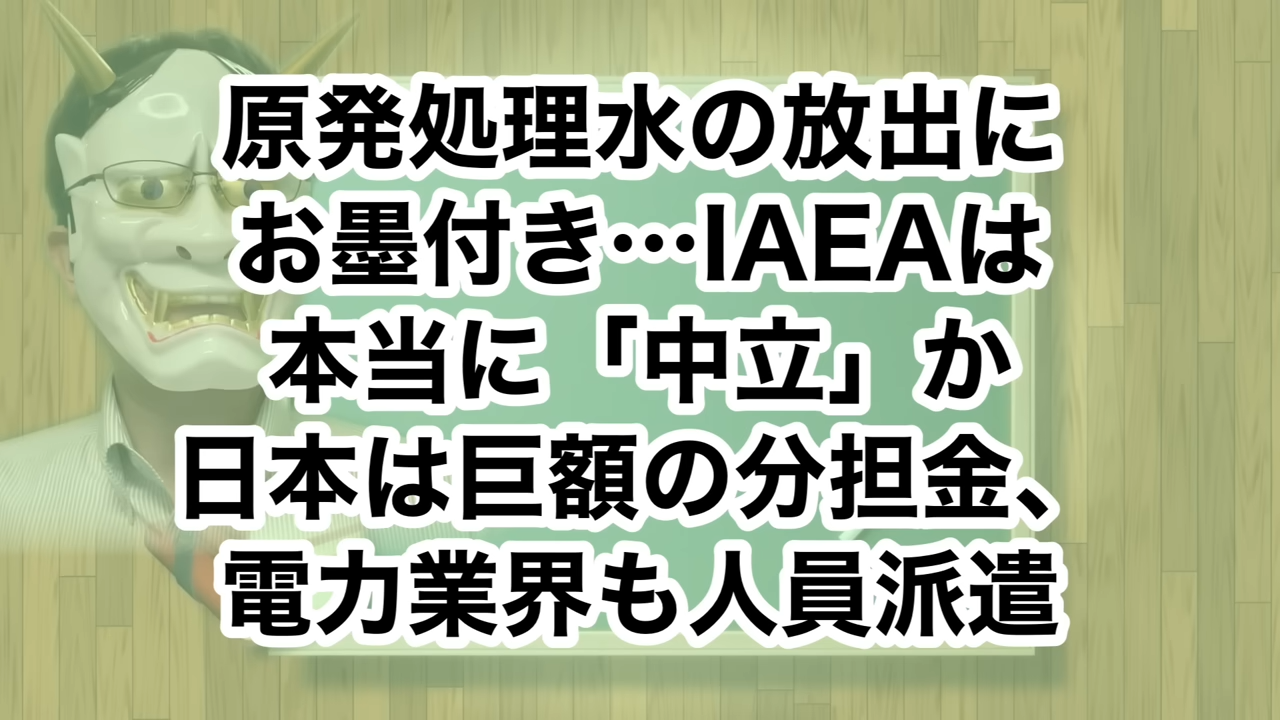 原発処理水の放出に
お墨付き…IAEAは
本当に「中立」か
日本は巨額の分担金、
電力業界も人員派遣